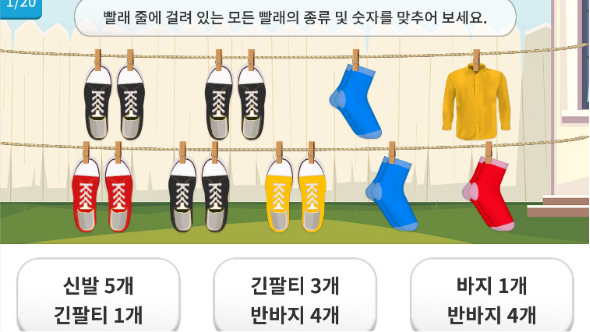 1/20
빨래 줄에 걸려 있는 모든 빨래의 종류 및 숫자를 맞추어 보세요.
신발 5개
긴팔티 1개
긴팔티 3개
반바지 4개
바지 1개
반바지 4개